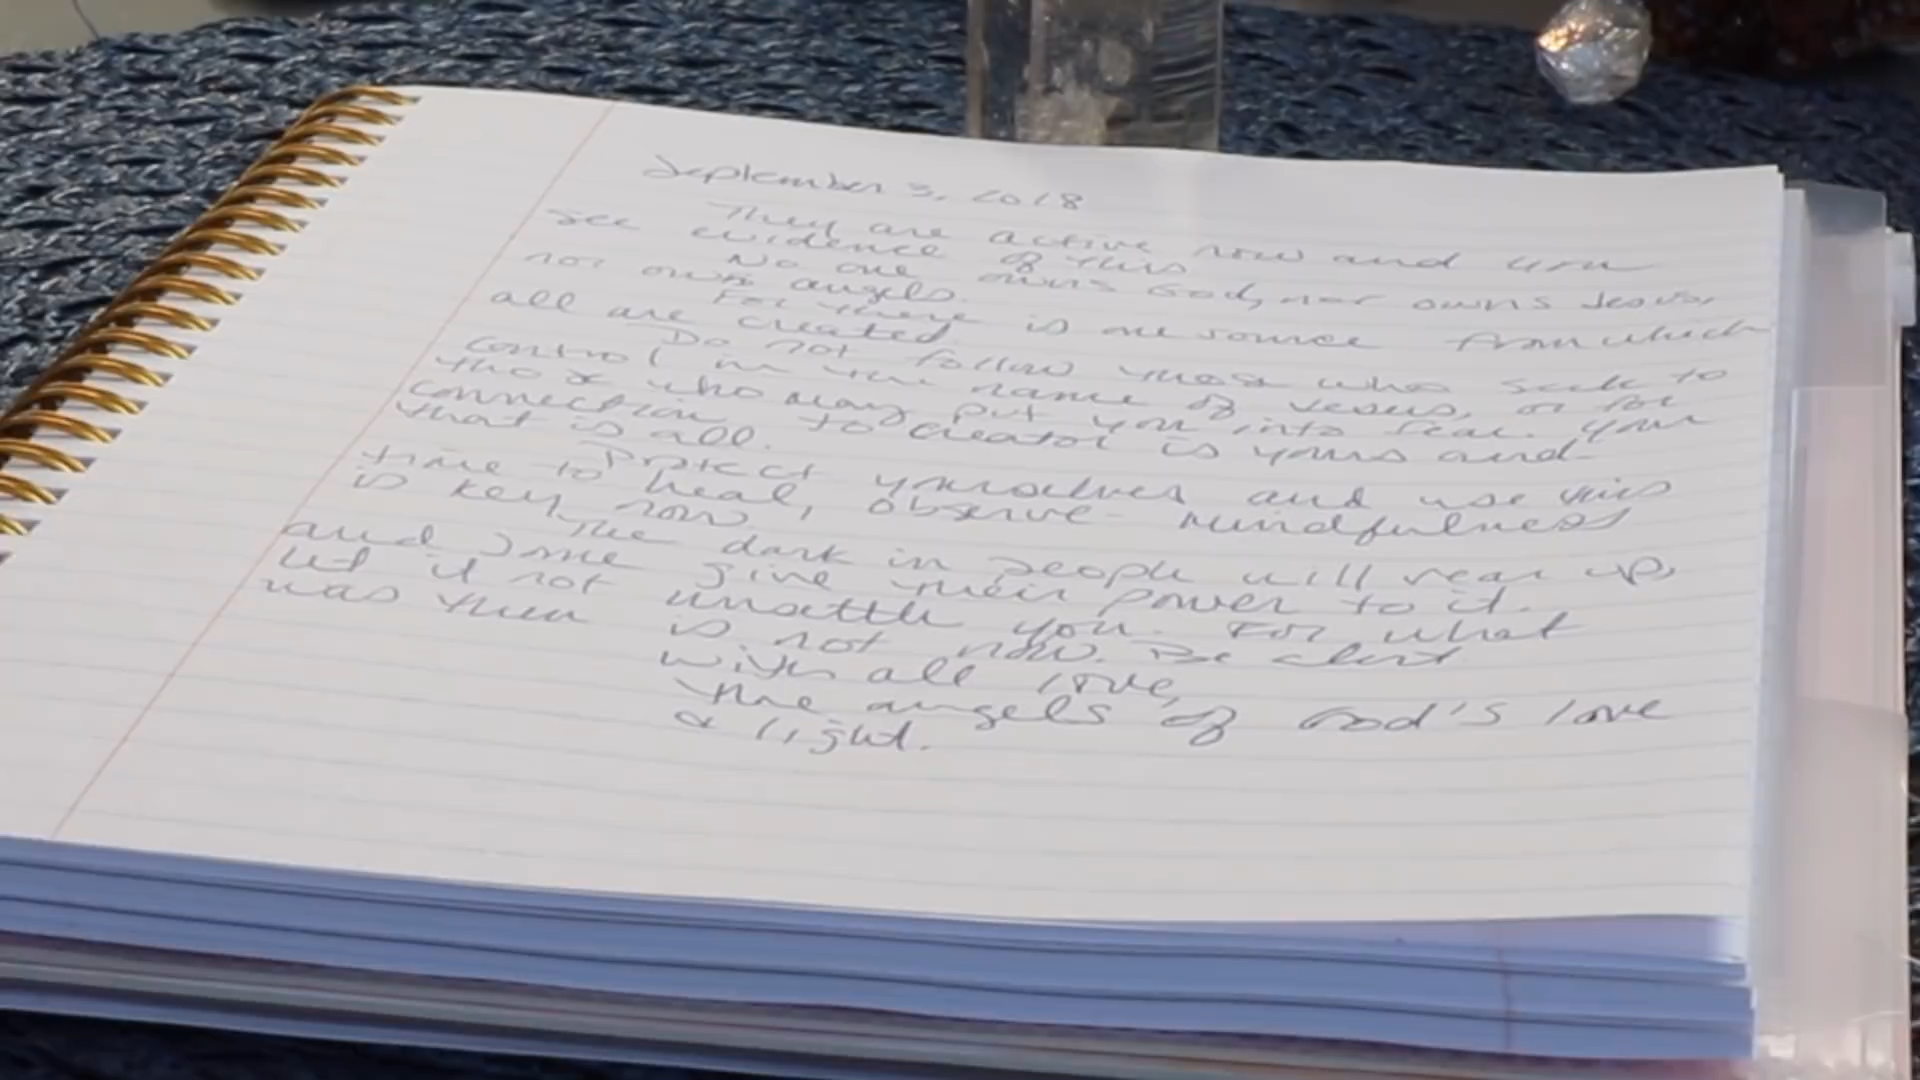 September 3, 2018
They are active now and you
see evidence of this
No one owns God, nor owns Jesus,
nor own angels.
For there is one source from which
all are created.
Do not follow those who seek to
control in the name of Jesus, or for
those who may put you into fear. Your
connection to creator is yours and
that is all.
Protect yourselves and use this
time to heal, observe - mindfulness
is key now.
The dark in people will rear up,
and some give their power to it.
Let it not unsettle you. For what
was then is not now. Be alert
with all love,
the angels of God's love
& light.